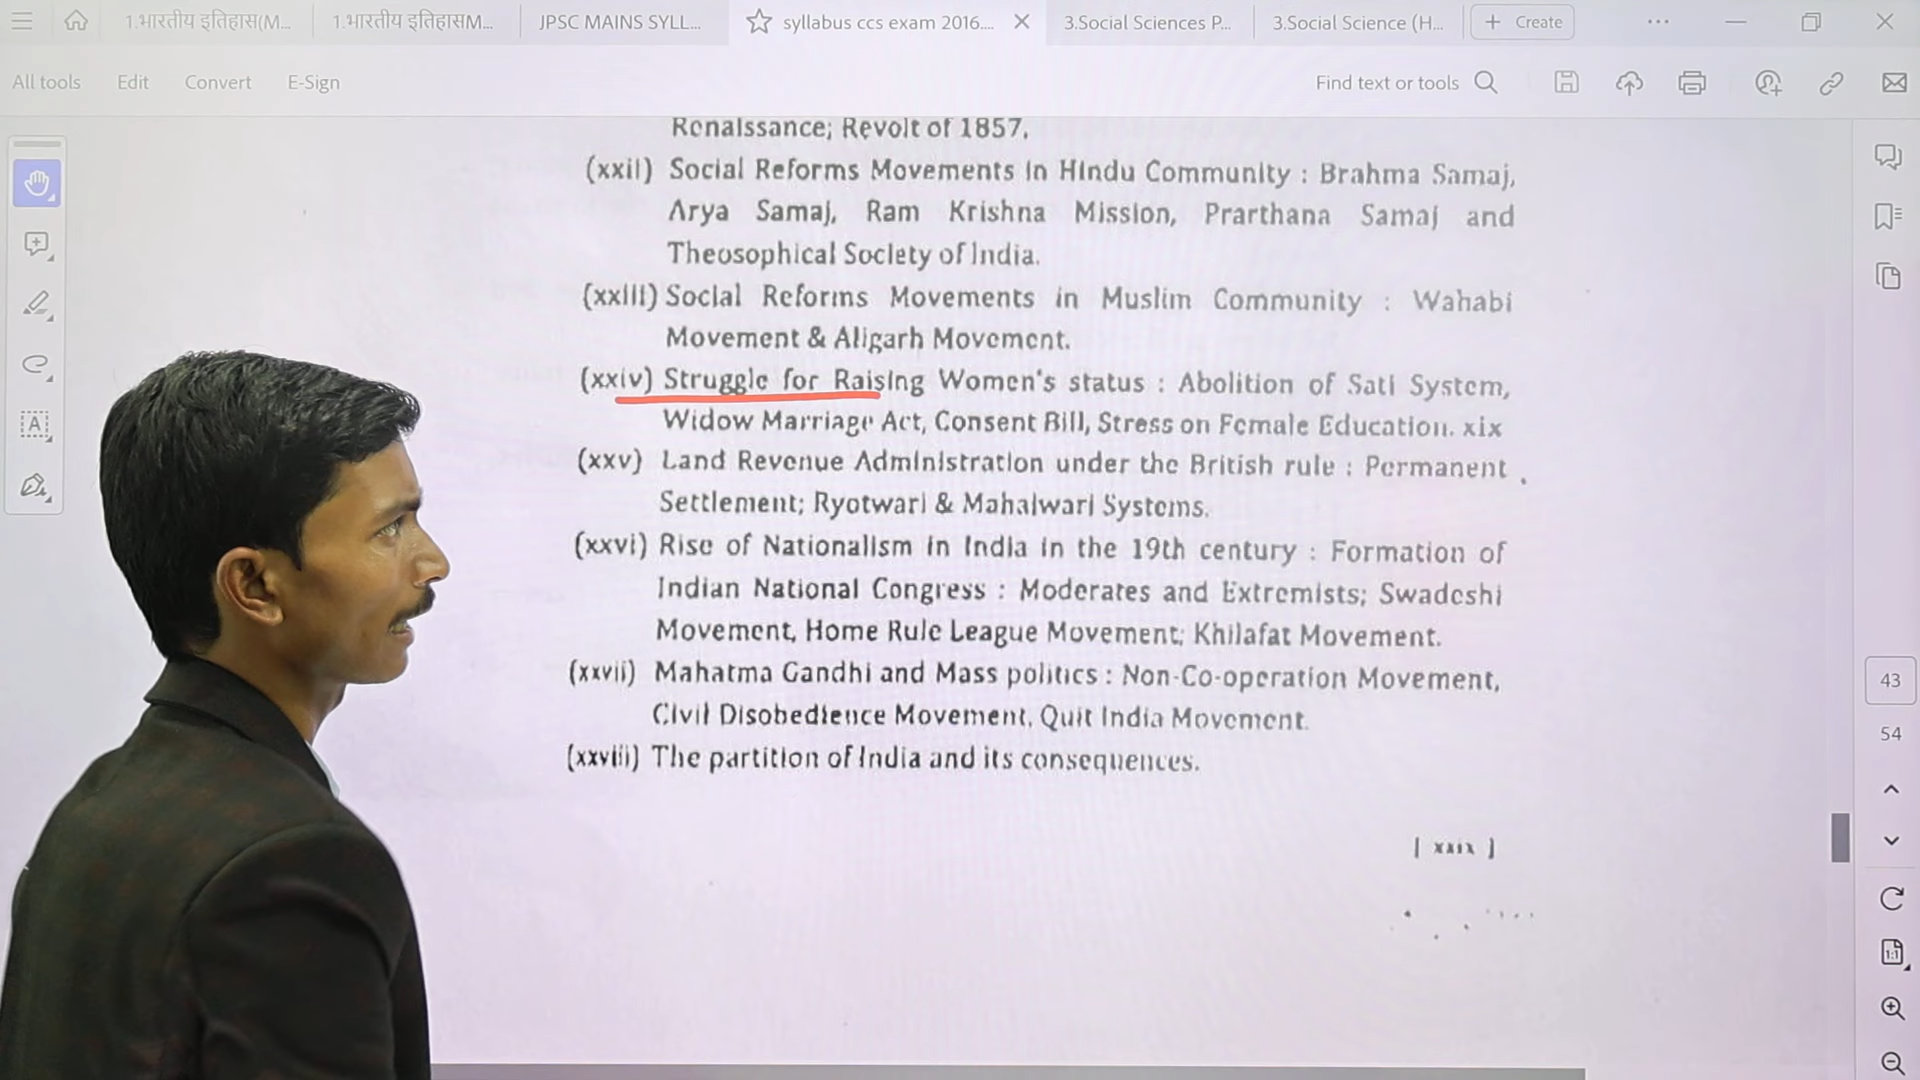 1.भारतीय इतिहास(M...
1.भारतीय इतिहासM...
JPSC MAINS SYLL...
syllabus ccs exam 2016....
3.Social Sciences P...
3.Social Science (H...
Create
All tools
Edit
Convert
E-Sign
Find text or tools
Renaissance; Revolt of 1857.
(xxii) Social Reforms Movements in Hindu Community : Brahma Samaj,
Arya Samaj, Ram Krishna Mission, Prarthana Samaj and
Theosophical Society of India.
(xxiii) Social Reforms Movements in Muslim Community : Wahabi
Movement & Aligarh Movement.
(xxiv) Struggle for Raising Women's status : Abolition of Sati System,
Widow Marriage Act, Consent Bill, Stress on Female Education. xix
(xxv) Land Revenue Administration under the British rule : Permanent
Settlement; Ryotwari & Mahalwari Systems.
(xxvi) Rise of Nationalism in India in the 19th century : Formation of
Indian National Congress : Moderates and Extremists; Swadeshi
Movement, Home Rule League Movement; Khilafat Movement.
(xxvii) Mahatma Gandhi and Mass politics : Non-Co-operation Movement,
Civil Disobedience Movement, Quit India Movement.
(xxviii) The partition of India and its consequences.
[ xxix ]
43
54
1:1